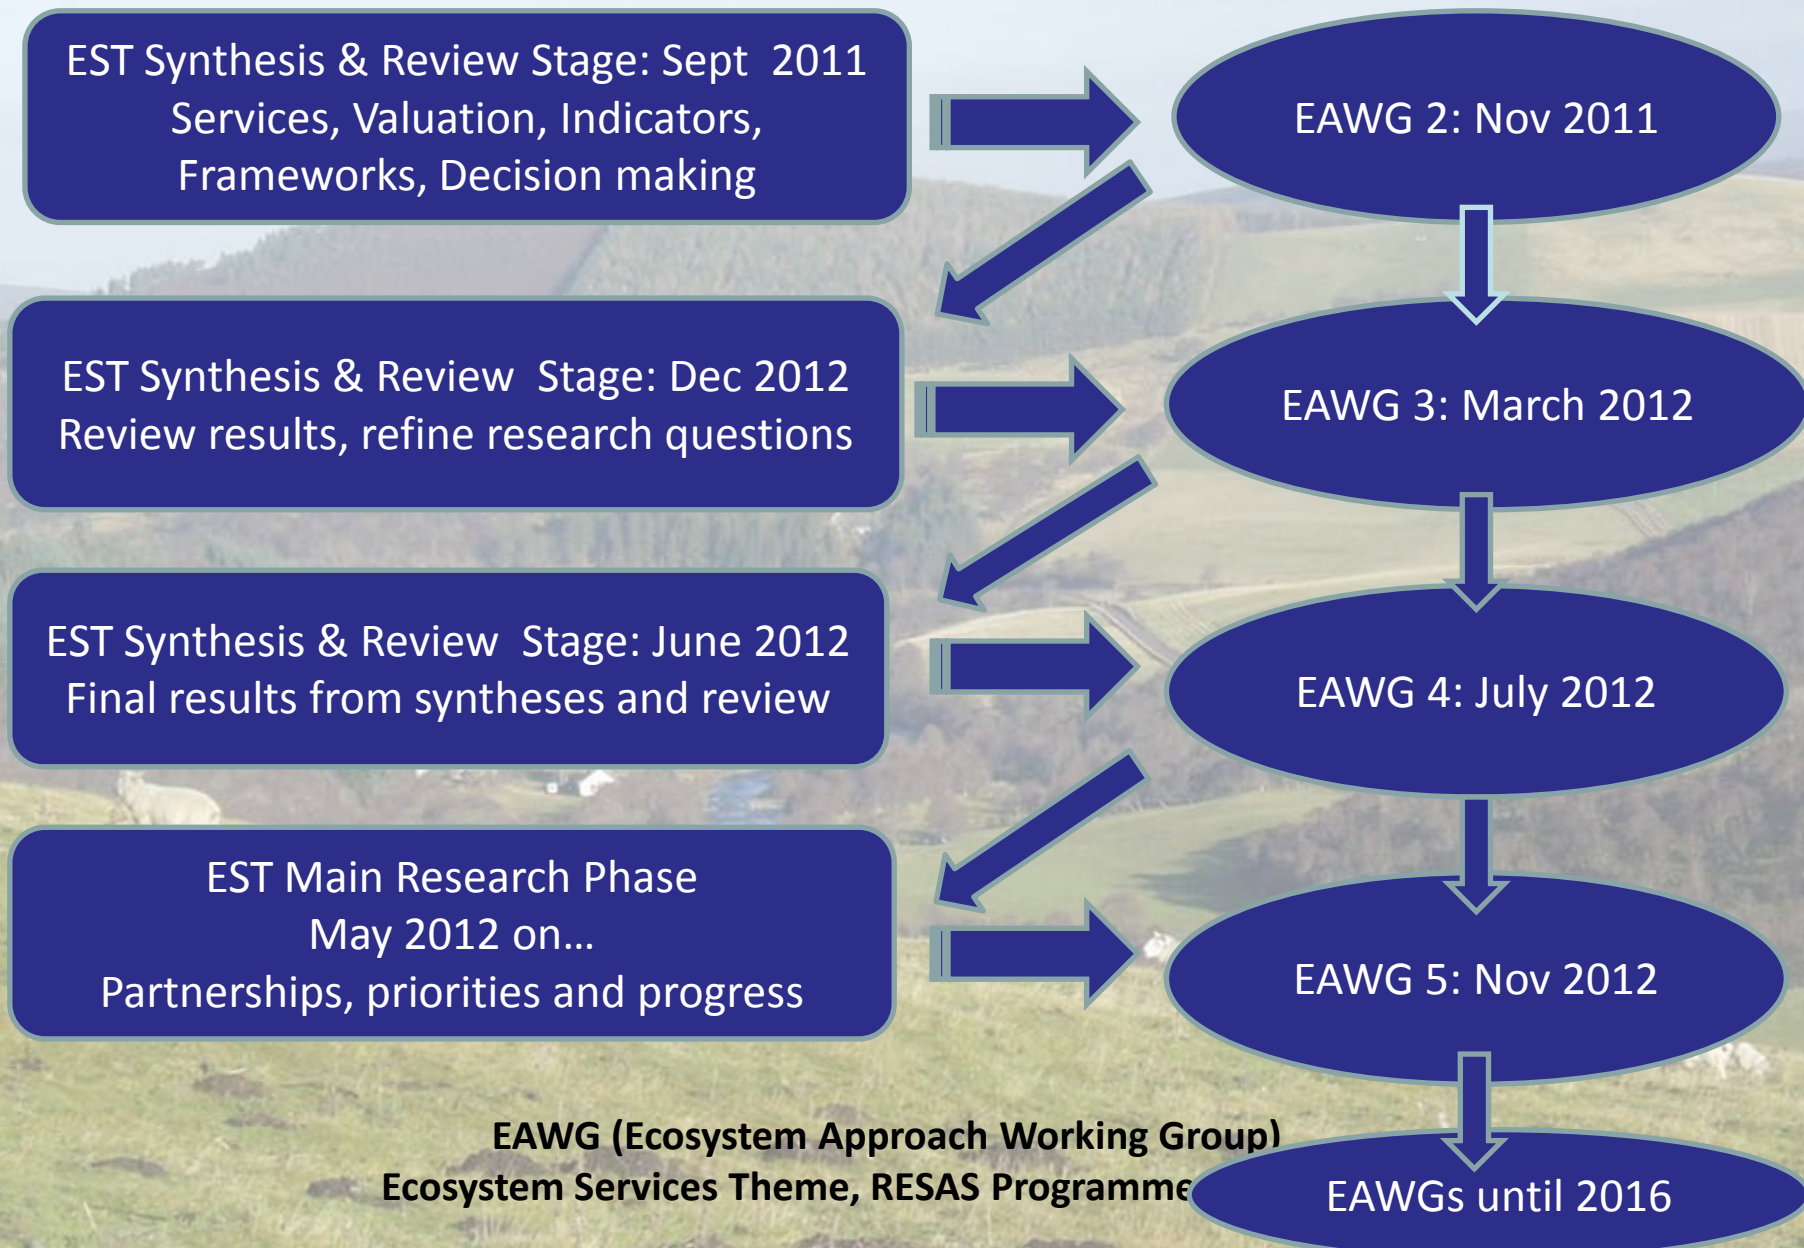 EST Synthesis & Review Stage: Sept 2011
Services, Valuation, Indicators,
Frameworks, Decision making
EAWG 2: Nov 2011
EST Synthesis & Review Stage: Dec 2012
Review results, refine research questions
EAWG 3: March 2012
EST Synthesis & Review Stage: June 2012
Final results from syntheses and review
EAWG 4: July 2012
EST Main Research Phase
May 2012 on...
Partnerships, priorities and progress
EAWG 5: Nov 2012
EAWG (Ecosystem Approach Working Group)
Ecosystem Services Theme, RESAS Programme
EAWGs until 2016